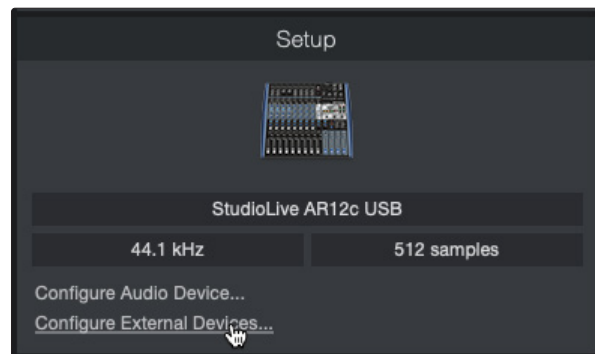 Setup
StudioLive AR12c USB
44.1 kHz 512 samples
Configure Audio Device...
Configure External Devices...